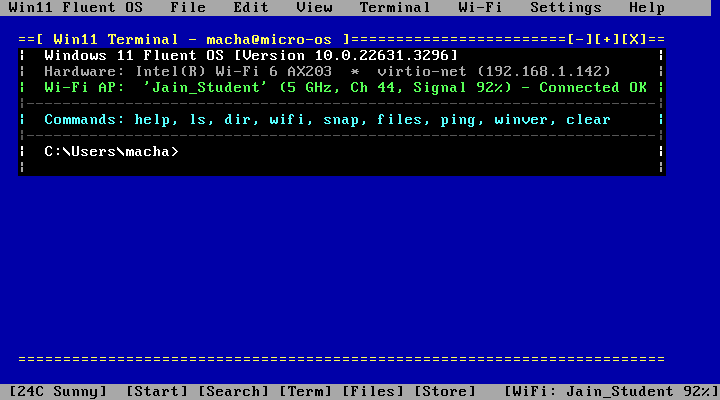 Win11 Fluent OS   File   Edit   View   Terminal   Wi-Fi   Settings   Help
==[ Win11 Terminal - macha@micro-os ]========================[-][+][X]==
¦  Windows 11 Fluent OS [Version 10.0.22631.3296]                       ¦
¦  Hardware: Intel(R) Wi-Fi 6 AX203  *  virtio-net (192.168.1.142)      ¦
¦  Wi-Fi AP:  'Jain_Student' (5 GHz, Ch 44, Signal 92%) - Connected OK ¦
¦----------------------------------------------------------------------¦
¦  Commands: help, ls, dir, wifi, snap, files, ping, winver, clear      ¦
¦----------------------------------------------------------------------¦
¦  C:\Users\macha>                                                      ¦
¦                                                                       ¦
========================================================================
[24C Sunny]  [Start] [Search] [Term] [Files] [Store]   [WiFi: Jain_Student 92%]